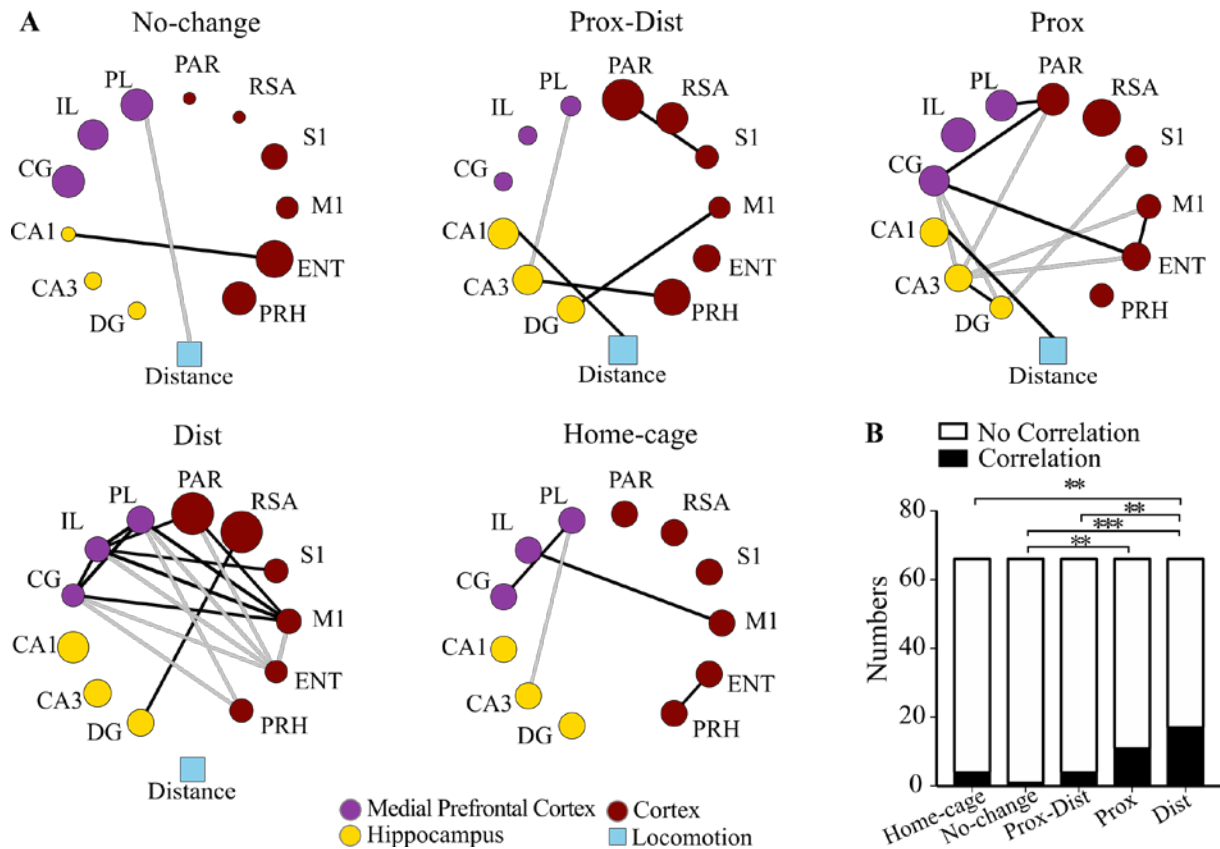 A
No-change
PL
PAR
RSA
IL
S1
CG
M1
CA1
ENT
CA3
PRH
DG
Distance
Prox-Dist
PAR
PL
RSA
IL
S1
CG
M1
CA1
ENT
CA3
PRH
DG
Distance
Prox
PL
PAR
RSA
IL
S1
CG
M1
CA1
ENT
CA3
PRH
DG
Distance
Dist
PAR
PL
RSA
IL
S1
CG
M1
CA1
ENT
CA3
PRH
DG
Distance
Home-cage
PAR
PL
RSA
IL
S1
CG
M1
CA1
ENT
CA3
PRH
DG
Medial Prefrontal Cortex
Cortex
Hippocampus
Locomotion
B
No Correlation
Correlation
**
**
***
**
80
60
40
20
0
Numbers
Home-cage
No-change
Prox-Dist
Prox
Dist